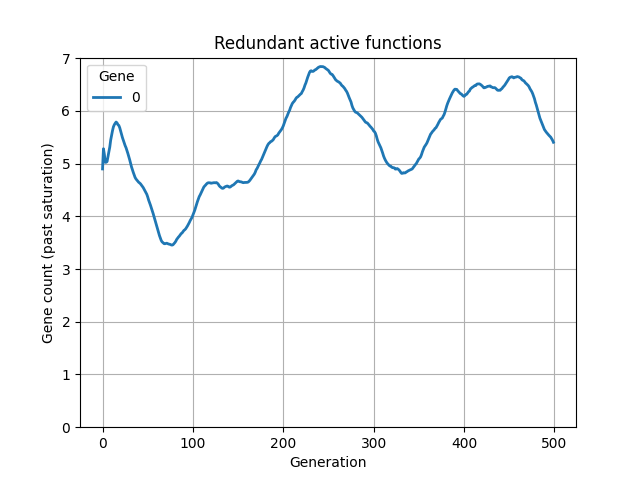 Redundant active functions
Gene
0
7
6
5
4
3
2
1
0
Gene count (past saturation)
0 100 200 300 400 500
Generation